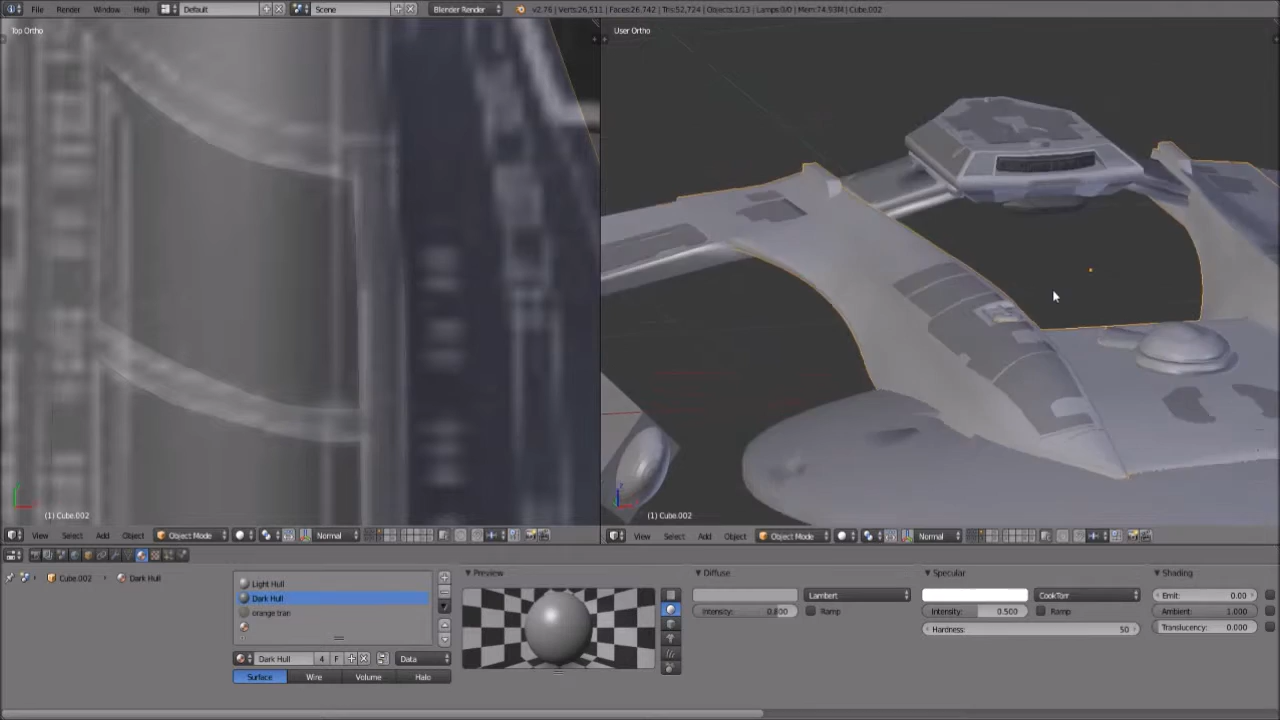 File Render Window Help Default Scene Blender Render v2.76 | Verts:26,511 | Faces:26,742 | Tris:52,724 | Objects:1/13 | Lamps:0/0 | Mem:74.93M | Cube.002
Top Ortho
User Ortho
(1) Cube.002
(1) Cube.002
View Select Add Object Object Mode Normal
View Select Add Object Object Mode Normal
Cube.002 Dark Hull
Light Hull
Dark Hull
orange tran
Dark Hull 4 F Data
Surface Wire Volume Halo
Preview
Diffuse
Lambert
Intensity: 0.800 Ramp
Specular
CookTorr
Intensity: 0.500 Ramp
Hardness: 50
Shading
Emit: 0.00
Ambient: 1.000
Translucency: 0.000